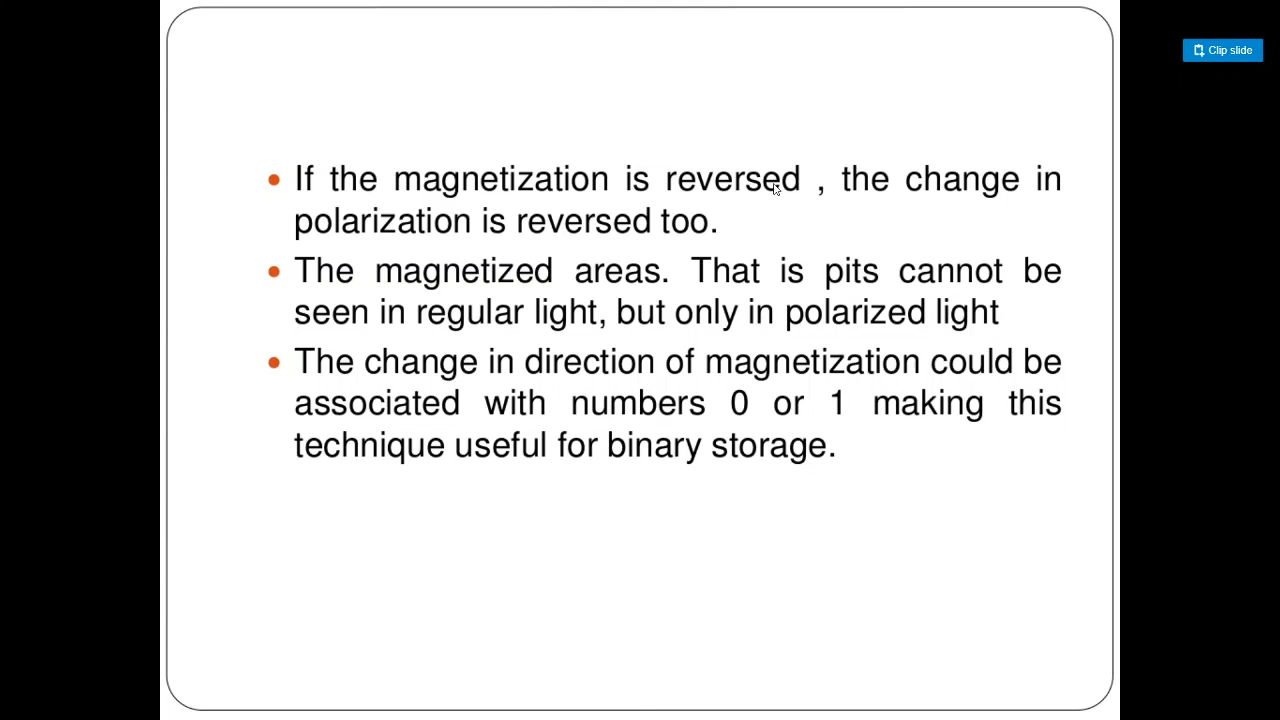 Clip slide
• If the magnetization is reversed , the change in
polarization is reversed too.
• The magnetized areas. That is pits cannot be
seen in regular light, but only in polarized light
• The change in direction of magnetization could be
associated with numbers 0 or 1 making this
technique useful for binary storage.